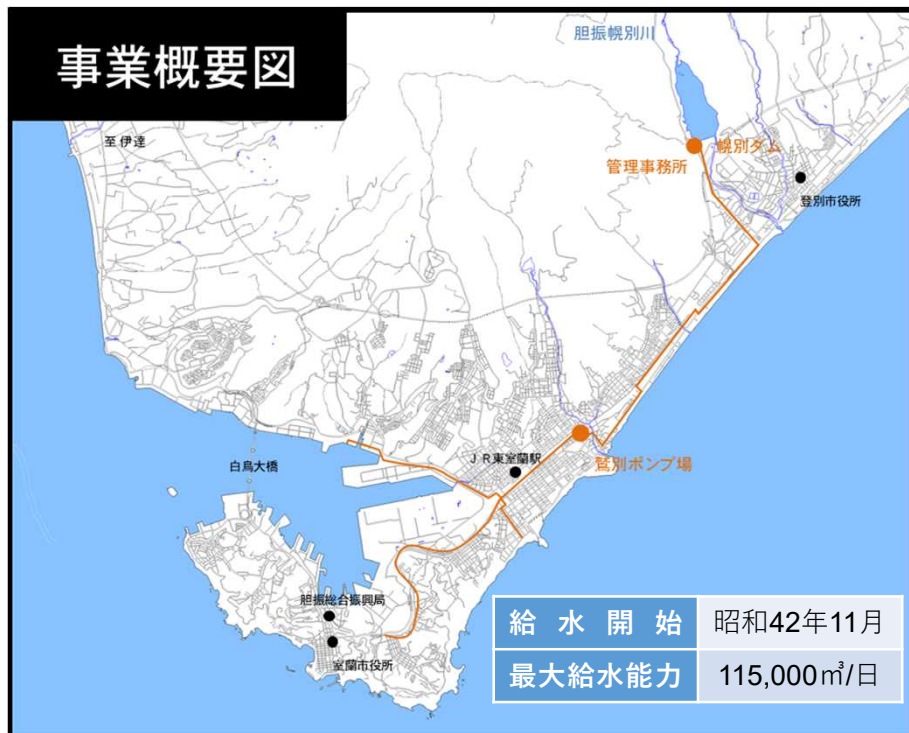 事業概要図
胆振幌別川
至 伊達
幌別ダム
管理事務所
登別市役所
白鳥大橋
JR東室蘭駅
鷲別ポンプ場
胆振総合振興局
室蘭市役所
給水開始 昭和42年11月
最大給水能力 115,000㎥/日